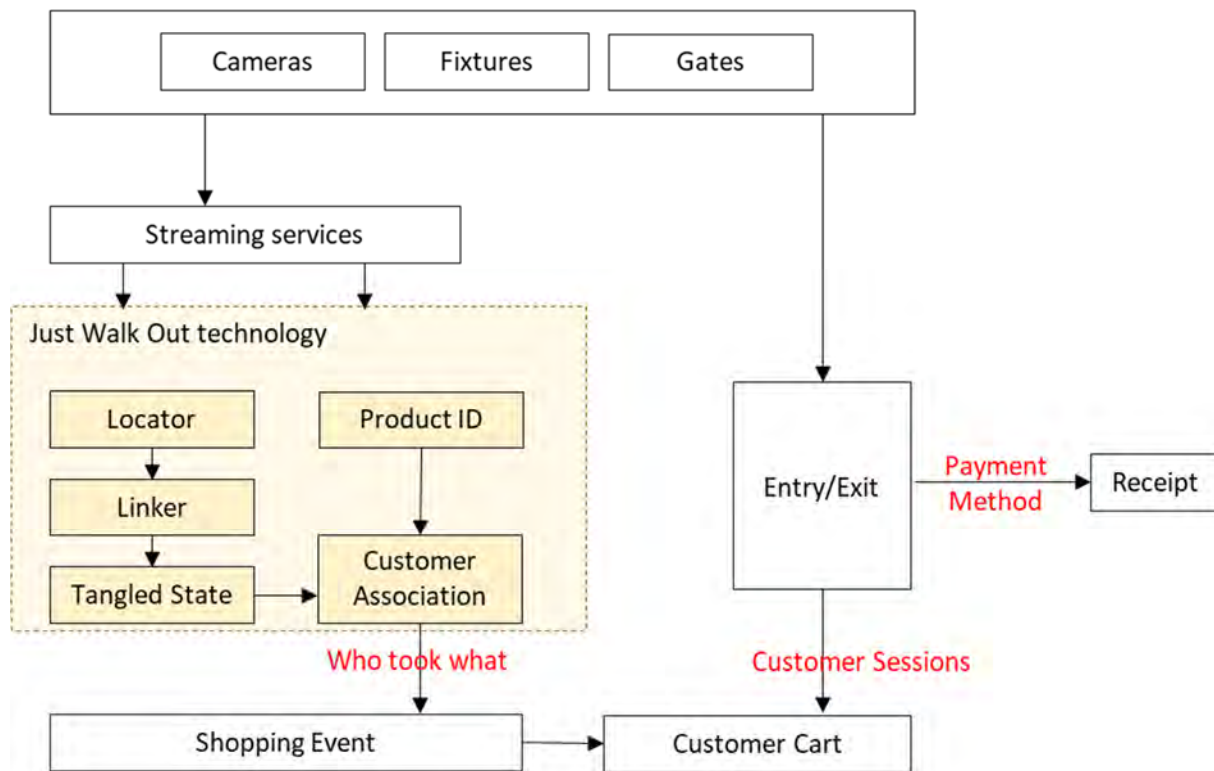 Cameras
Fixtures
Gates
Streaming services
Just Walk Out technology
Locator
Product ID
Linker
Tangled State
Customer
Association
Entry/Exit
Payment
Method
Receipt
Who took what
Customer Sessions
Shopping Event
Customer Cart